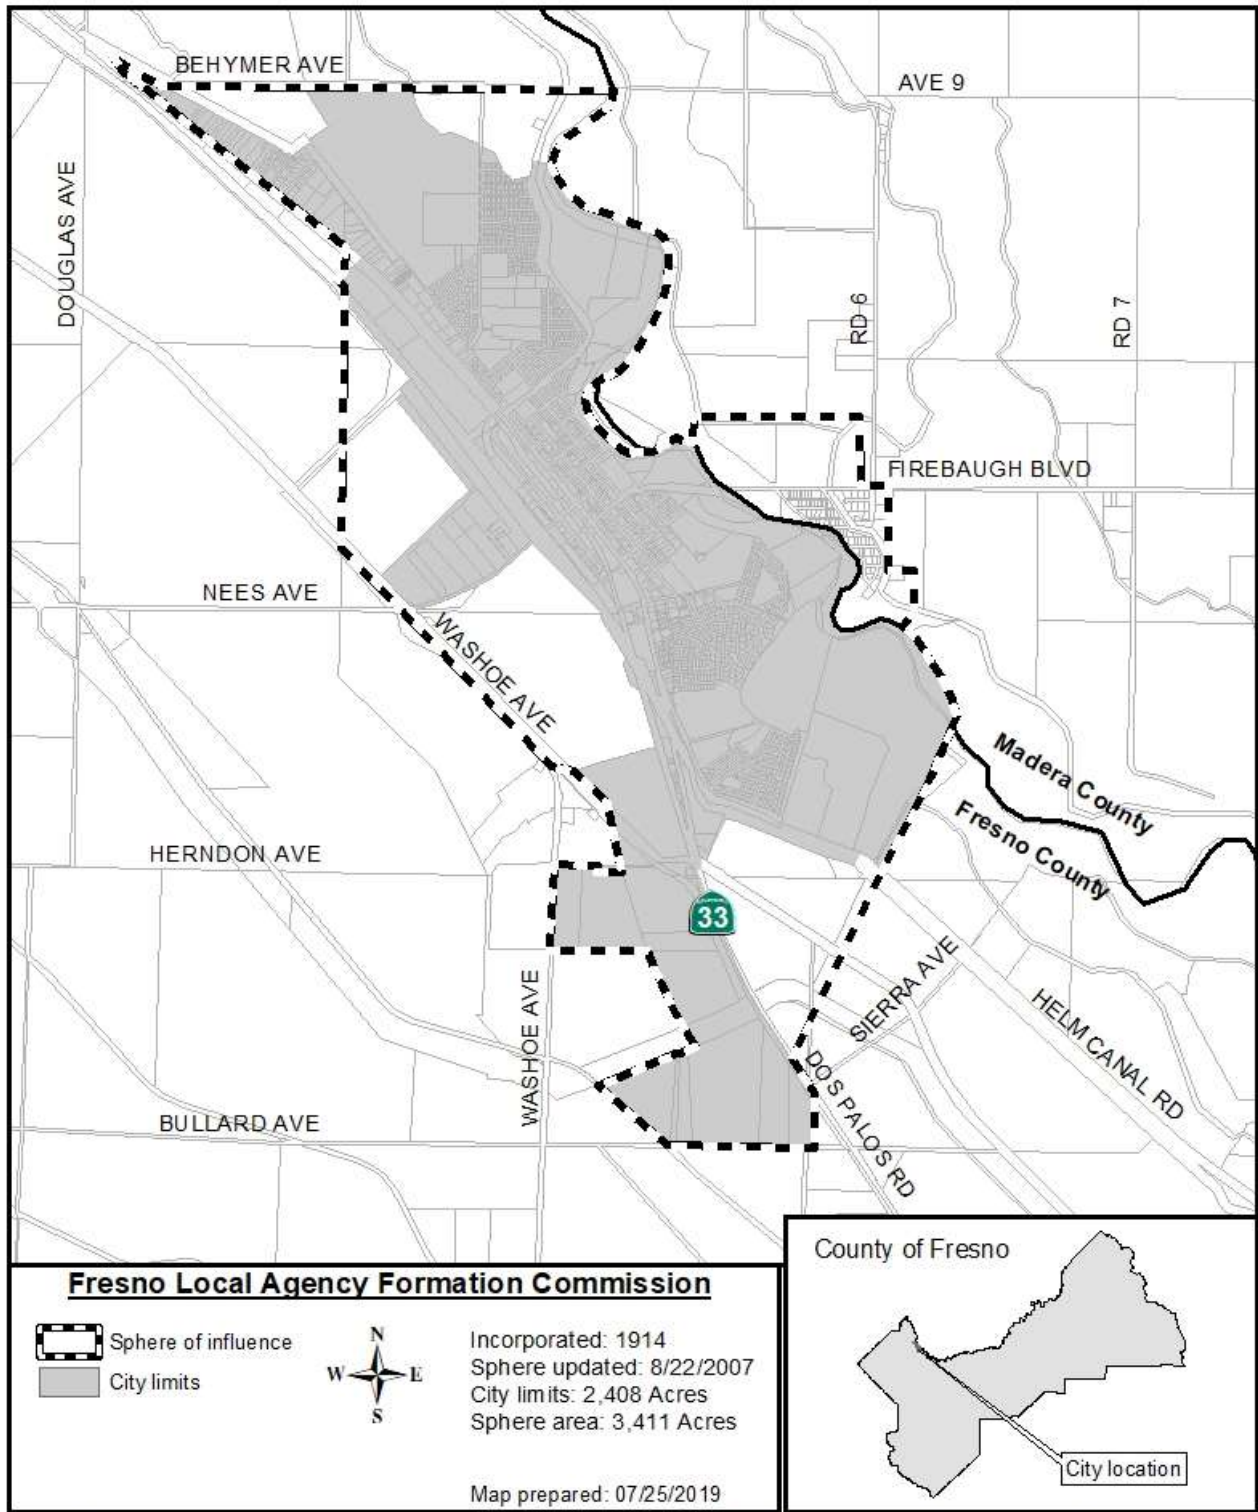 BEHYMER AVE
AVE 9
DOUGLAS AVE
RD 6
RD 7
FIREBAUGH BLVD
NEES AVE
WASHOE AVE
Madera County
Fresno County
HERNDON AVE
33
SIERRA AVE
HELM CANAL RD
WASHOE AVE
DOS PALOS RD
BULLARD AVE
Fresno Local Agency Formation Commission
Sphere of influence
City limits
N
W E
S
Incorporated: 1914
Sphere updated: 8/22/2007
City limits: 2,408 Acres
Sphere area: 3,411 Acres
Map prepared: 07/25/2019
County of Fresno
City location